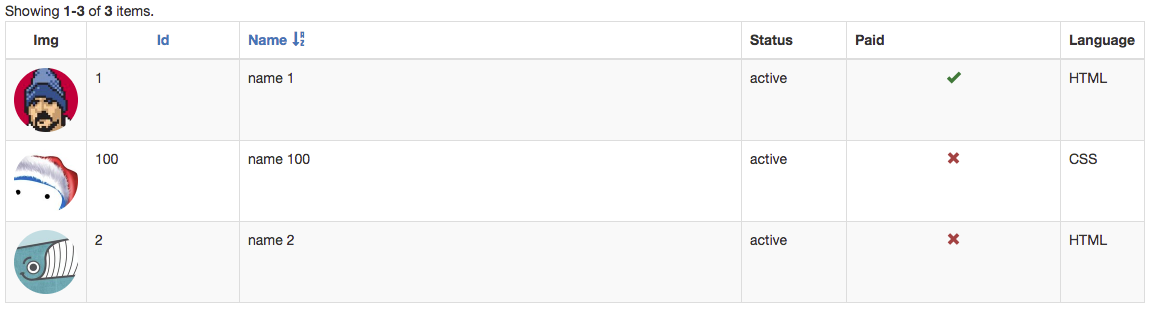 Showing 1-3 of 3 items.
Img Id Name Status Paid Language
1 name 1 active HTML
100 name 100 active CSS
2 name 2 active HTML